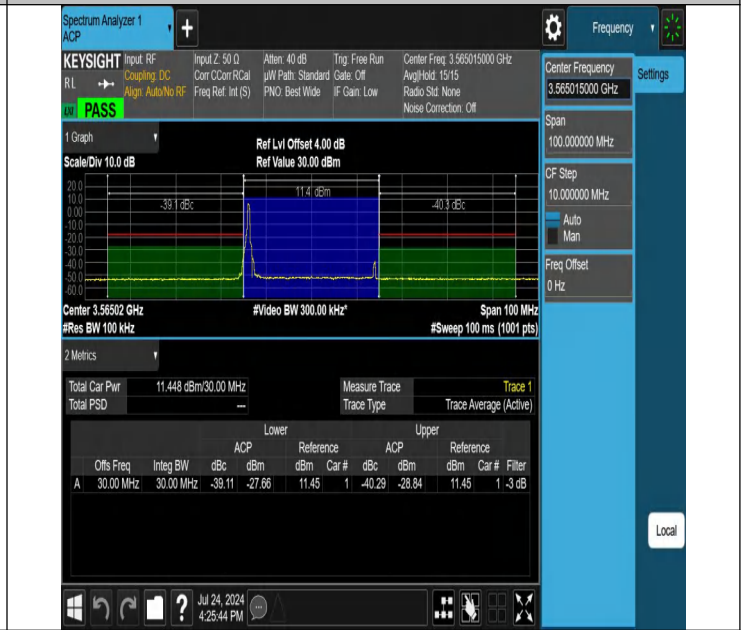 Spectrum Analyzer 1
ACP
+
Frequency
KEYSIGHT
RL
PASS
Input: RF
Coupling: DC
Align: Auto/No RF
Input Z: 50 Ω
Corr CCorr RCal
Freq Ref: Int (S)
Atten: 40 dB
µW Path: Standard
PNO: Best Wide
Trig: Free Run
Gate: Off
IF Gain: Low
Center Freq: 3.565015000 GHz
Avg|Hold: 15/15
Radio Std: None
Noise Correction: Off
Center Frequency
3.565015000 GHz
Settings
Span
100.000000 MHz
CF Step
10.000000 MHz
Auto
Man
Freq Offset
0 Hz
1 Graph
Scale/Div 10.0 dB
Ref Lvl Offset 4.00 dB
Ref Value 30.00 dBm
20.0
10.0
0.00
-10.0
-20.0
-30.0
-40.0
-50.0
-60.0
-39.1 dBc
11.4 dBm
-40.3 dBc
Center 3.56502 GHz
#Video BW 300.00 kHz*
Span 100 MHz
#Res BW 100 kHz
#Sweep 100 ms (1001 pts)
2 Metrics
Total Car Pwr 11.448 dBm/30.00 MHz
Total PSD ---
Measure Trace Trace 1
Trace Type Trace Average (Active)
Lower Upper
ACP Reference ACP Reference
Offs Freq Integ BW dBc dBm dBm Car # dBc dBm dBm Car # Filter
A 30.00 MHz 30.00 MHz -39.11 -27.66 11.45 1 -40.29 -28.84 11.45 1 -3 dB
Local
?
Jul 24, 2024
4:25:44 PM